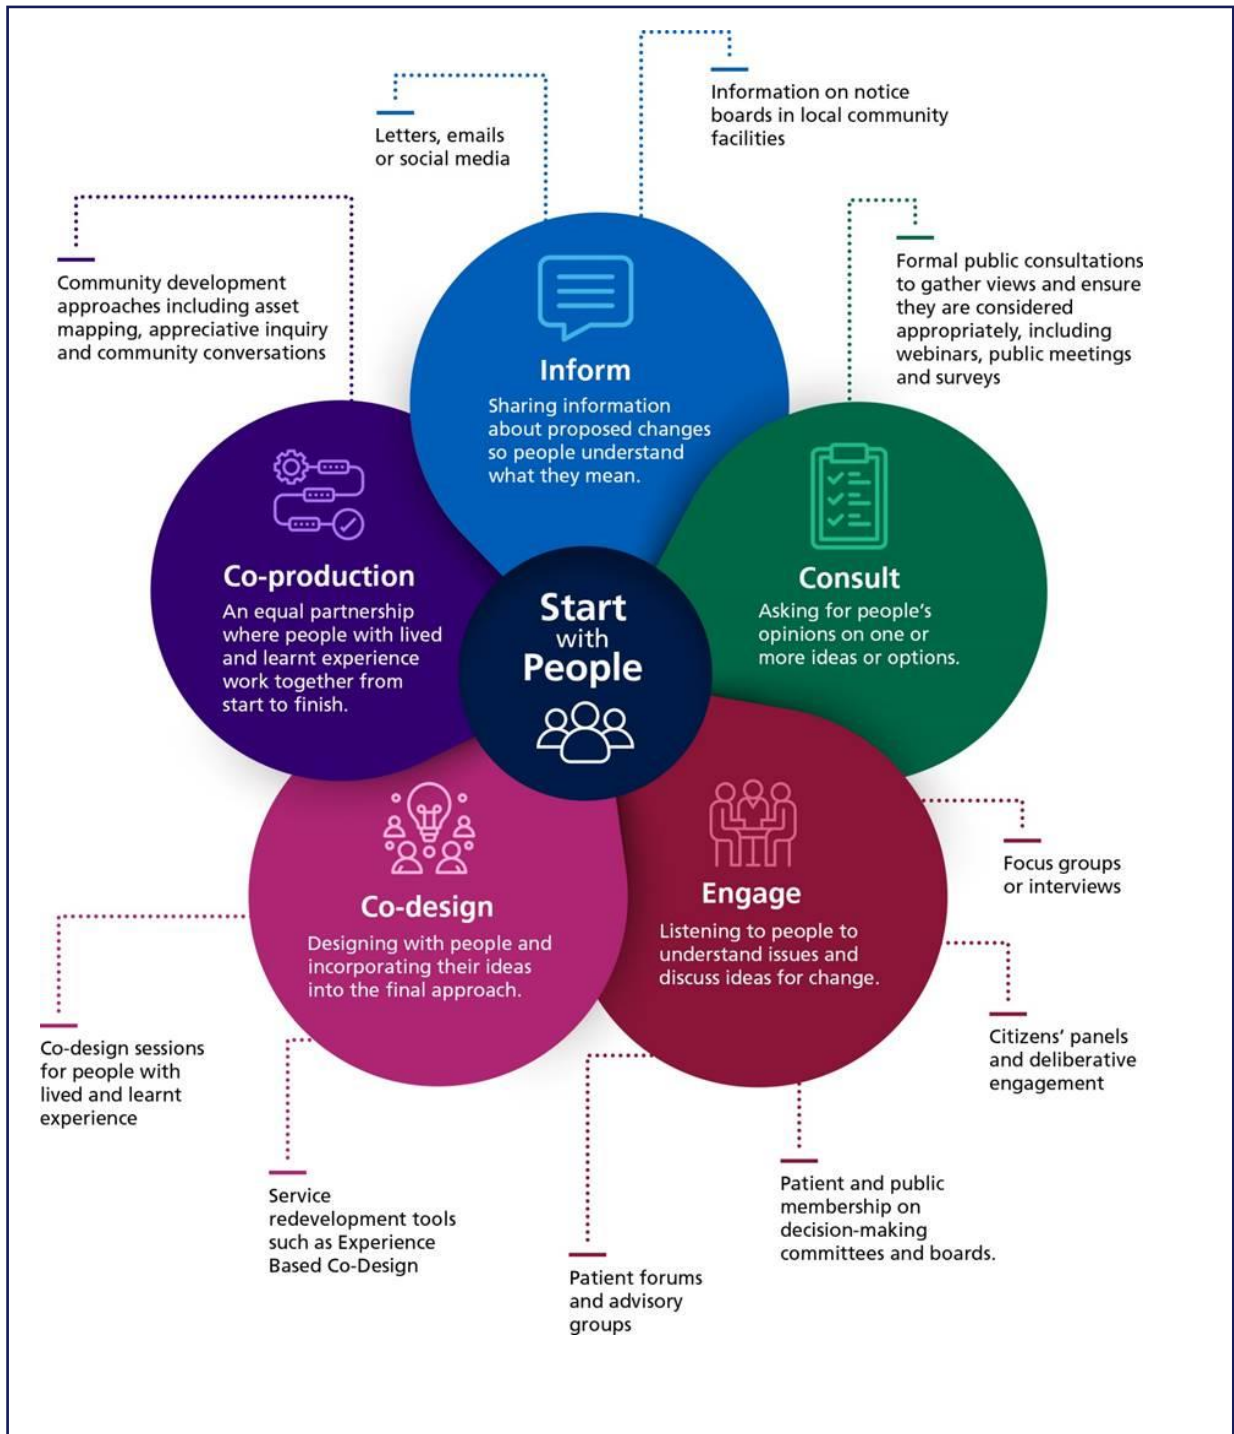 Information on notice
boards in local community
facilities
Letters, emails
or social media
Formal public consultations
to gather views and ensure
they are considered
appropriately, including
webinars, public meetings
and surveys
Community development
approaches including asset
mapping, appreciative inquiry
and community conversations
Inform
Sharing information
about proposed changes
so people understand
what they mean.
Consult
Asking for people’s
opinions on one or
more ideas or options.
Co-production
An equal partnership
where people with lived
and learnt experience
work together from
start to finish.
Start
with
People
Engage
Listening to people to
understand issues and
discuss ideas for change.
Co-design
Designing with people and
incorporating their ideas
into the final approach.
Focus groups
or interviews
Citizens’ panels
and deliberative
engagement
Patient and public
membership on
decision-making
committees and boards.
Patient forums
and advisory
groups
Service
redevelopment tools
such as Experience
Based Co-Design
Co-design sessions
for people with
lived and learnt
experience